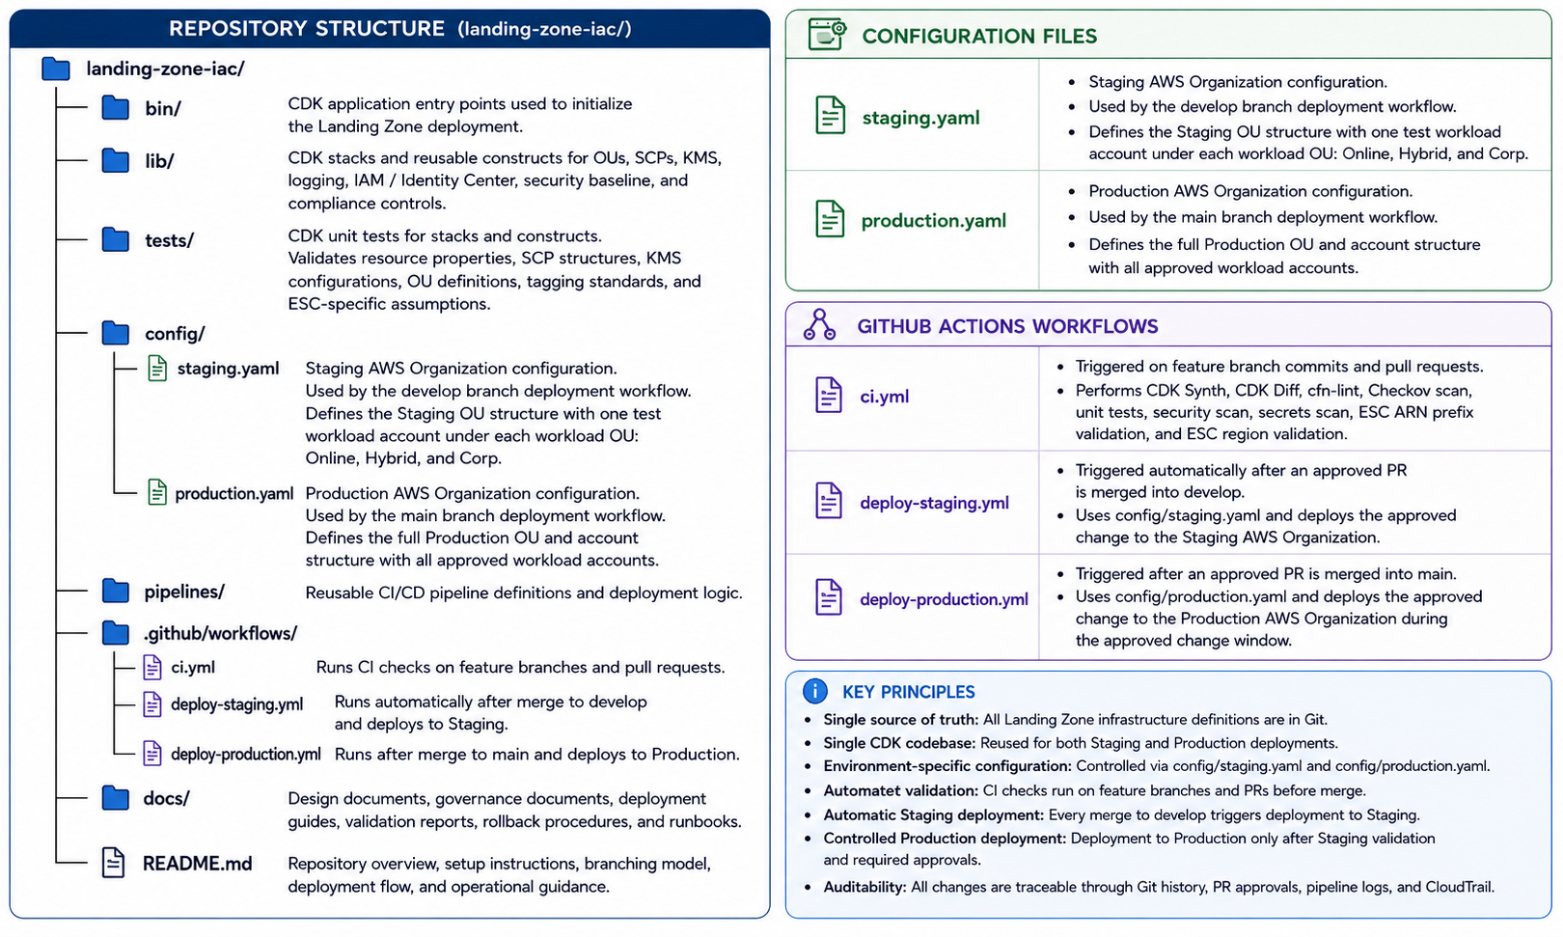 REPOSITORY STRUCTURE (landing-zone-iac/)
landing-zone-iac/
bin/
CDK application entry points used to initialize
the Landing Zone deployment.
lib/
CDK stacks and reusable constructs for OUs, SCPs, KMS,
logging, IAM / Identity Center, security baseline, and
compliance controls.
tests/
CDK unit tests for stacks and constructs.
Validates resource properties, SCP structures, KMS
configurations, OU definitions, tagging standards, and
ESC-specific assumptions.
config/
staging.yaml
Staging AWS Organization configuration.
Used by the develop branch deployment workflow.
Defines the Staging OU structure with one test
workload account under each workload OU:
Online, Hybrid, and Corp.
production.yaml
Production AWS Organization configuration.
Used by the main branch deployment workflow.
Defines the full Production OU and account
structure with all approved workload accounts.
pipelines/
Reusable CI/CD pipeline definitions and deployment logic.
.github/workflows/
ci.yml
Runs CI checks on feature branches and pull requests.
deploy-staging.yml
Runs automatically after merge to develop
and deploys to Staging.
deploy-production.yml
Runs after merge to main and deploys to Production.
docs/
Design documents, governance documents, deployment
guides, validation reports, rollback procedures, and runbooks.
README.md
Repository overview, setup instructions, branching model,
deployment flow, and operational guidance.
CONFIGURATION FILES
staging.yaml
• Staging AWS Organization configuration.
• Used by the develop branch deployment workflow.
• Defines the Staging OU structure with one test workload
account under each workload OU: Online, Hybrid, and Corp.
production.yaml
• Production AWS Organization configuration.
• Used by the main branch deployment workflow.
• Defines the full Production OU and account structure
with all approved workload accounts.
GITHUB ACTIONS WORKFLOWS
ci.yml
• Triggered on feature branch commits and pull requests.
• Performs CDK Synth, CDK Diff, cfn-lint, Checkov scan,
unit tests, security scan, secrets scan, ESC ARN prefix
validation, and ESC region validation.
deploy-staging.yml
• Triggered automatically after an approved PR
is merged into develop.
• Uses config/staging.yaml and deploys the approved
change to the Staging AWS Organization.
deploy-production.yml
• Triggered after an approved PR is merged into main.
• Uses config/production.yaml and deploys the approved
change to the Production AWS Organization during
the approved change window.
i
KEY PRINCIPLES
• Single source of truth: All Landing Zone infrastructure definitions are in Git.
• Single CDK codebase: Reused for both Staging and Production deployments.
• Environment-specific configuration: Controlled via config/staging.yaml and config/production.yaml.
• Automatet validation: CI checks run on feature branches and PRs before merge.
• Automatic Staging deployment: Every merge to develop triggers deployment to Staging.
• Controlled Production deployment: Deployment to Production only after Staging validation
and required approvals.
• Auditability: All changes are traceable through Git history, PR approvals, pipeline logs, and CloudTrail.